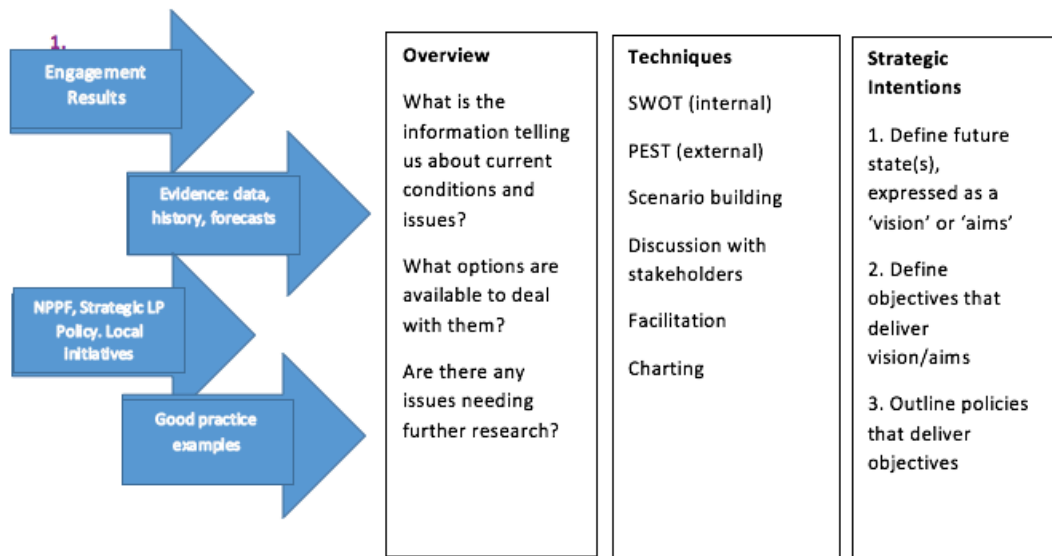 1.
Engagement
Results
Evidence: data,
history, forecasts
NPPF, Strategic LP
Policy. Local
Initiatives
Good practice
examples
Overview
What is the
information telling
us about current
conditions and
issues?
What options are
available to deal
with them?
Are there any
issues needing
further research?
Techniques
SWOT (internal)
PEST (external)
Scenario building
Discussion with
stakeholders
Facilitation
Charting
Strategic
Intentions
1. Define future
state(s),
expressed as a
‘vision’ or ‘aims’
2. Define
objectives that
deliver
vision/aims
3. Outline policies
that deliver
objectives